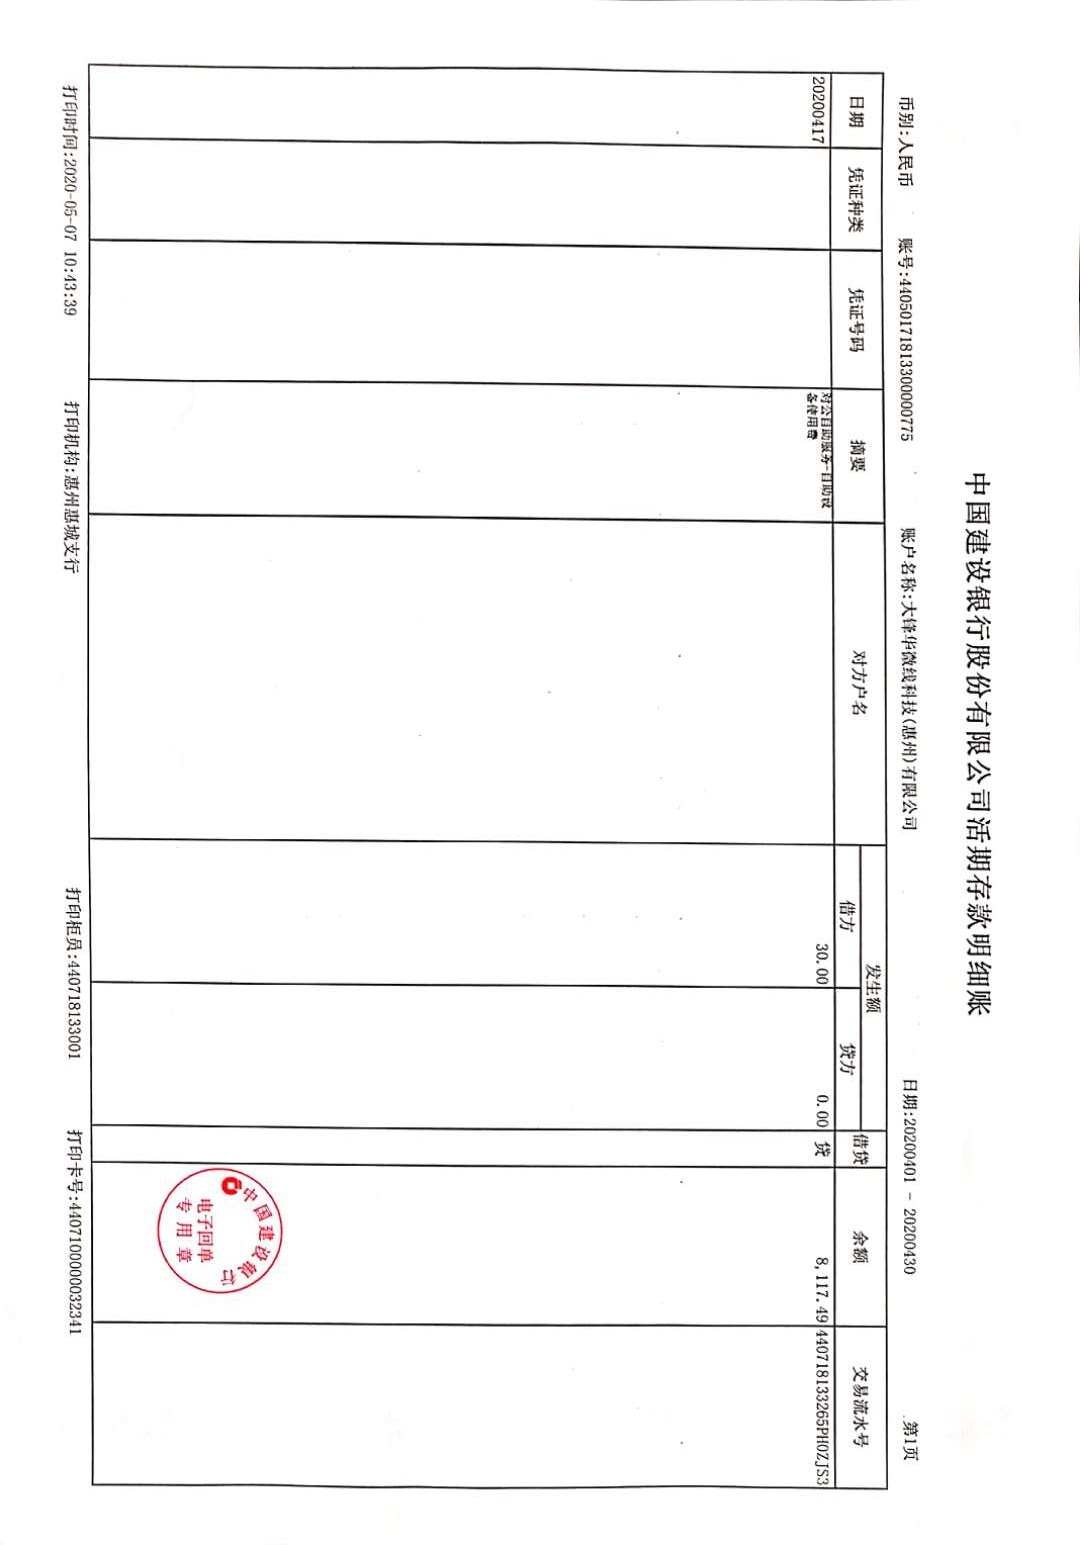 中国建设银行股份有限公司活期存款明细账
币别:人民币 账号:44050171813300000775 账户名称:大锋华微线科技(惠州)有限公司 日期:20200401 - 20200430 第1页
日期 凭证种类 凭证号码 摘要 对方户名 发生额 借贷 余额 交易流水号
借方 贷方
20200417 对公自助服务-自助设 30.00 0.00 贷 8,117.49 440718133265PH0ZJS3
备使用费
中国建设银行
电子回单
专用章
打印时间:2020-05-07 10:43:39 打印机构:惠州惠城支行 打印柜员:440718133001 打印卡号:4407100000032341